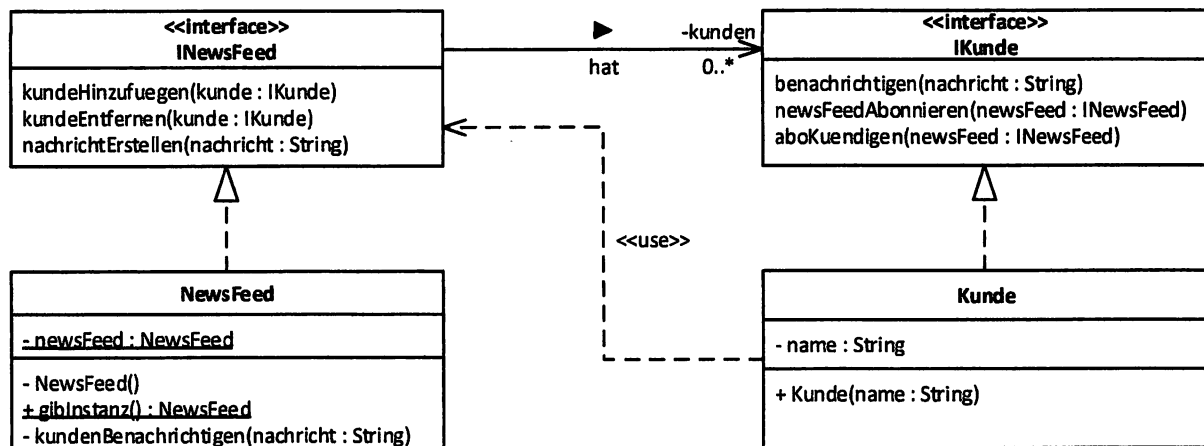 <<interface>>
INewsFeed
kundeHinzufuegen(kunde : IKunde)
kundeEntfernen(kunde : IKunde)
nachrichtErstellen(nachricht : String)
-kunden
hat
0..*
<<interface>>
IKunde
benachrichtigen(nachricht : String)
newsFeedAbonnieren(newsFeed : INewsFeed)
aboKuendigen(newsFeed : INewsFeed)
<<use>>
NewsFeed
- newsFeed : NewsFeed
- NewsFeed()
+ gibInstanz() : NewsFeed
- kundenBenachrichtigen(nachricht : String)
Kunde
- name : String
+ Kunde(name : String)